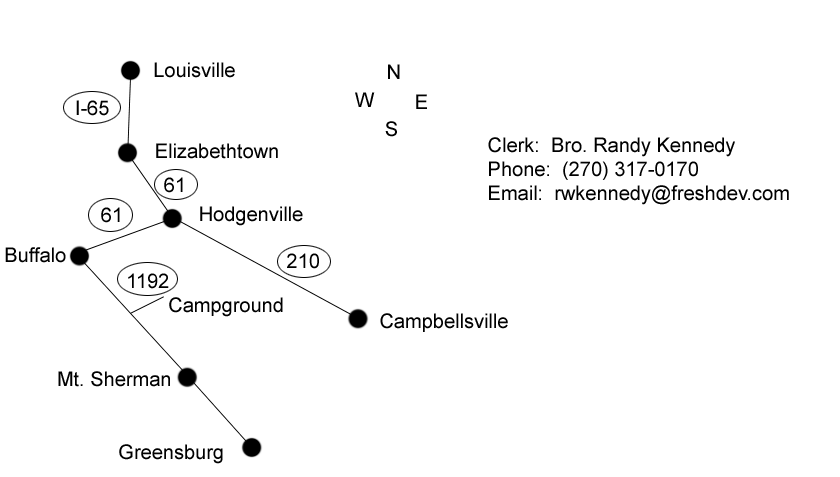 Louisville
N
I-65
W E
S
Elizabethtown
Clerk: Bro. Randy Kennedy
Phone: (270) 317-0170
Email: rwkennedy@freshdev.com
61
61
Hodgenville
Buffalo
210
1192
Campground
Campbellsville
Mt. Sherman
Greensburg